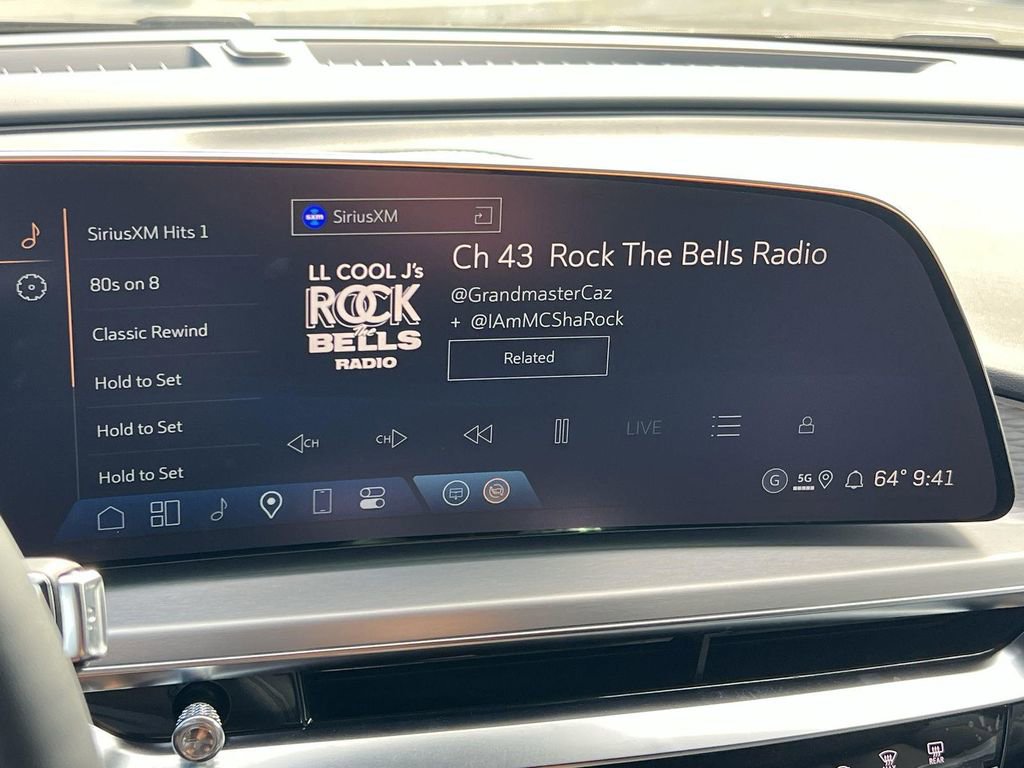 SiriusXM Hits 1
80s on 8
Classic Rewind
Hold to Set
Hold to Set
Hold to Set
sxm SiriusXM
LL COOL J's
ROCK
The
BELLS
RADIO
Ch 43 Rock The Bells Radio
@GrandmasterCaz
+ @IAmMCShaRock
Related
CH
CH
LIVE
G 5G 64° 9:41
REAR